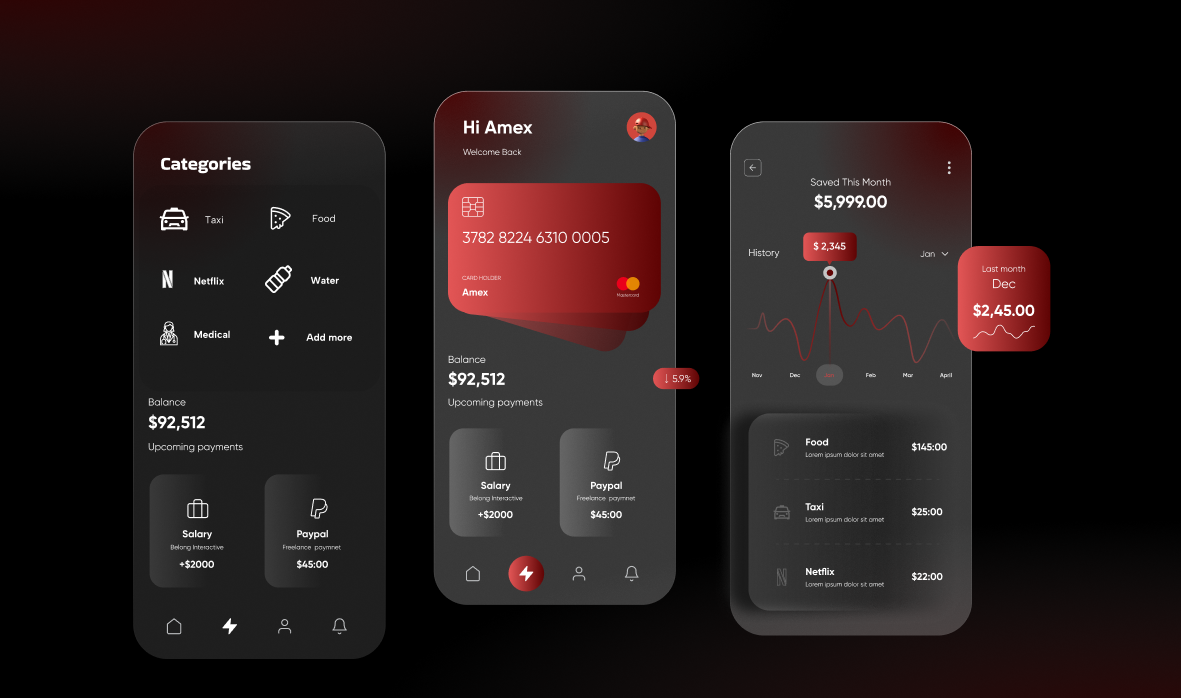 Categories
Taxi
Food
Netflix
Water
Medical
Add more
Balance
$92,512
Upcoming payments
Salary
Belong Interactive
+$2000
Paypal
Freelance paymnet
$45:00
Hi Amex
Welcome Back
3782 8224 6310 0005
CARD HOLDER
Amex
Mastercard
Balance
$92,512
↓ 5.9%
Upcoming payments
Salary
Belong Interactive
+$2000
Paypal
Freelance paymnet
$45:00
Saved This Month
$5,999.00
History
$ 2,345
Jan
Nov
Dec
Jan
Feb
Mar
April
Last month
Dec
$2,45.00
Food
Lorem ipsum dolor sit amet
$145:00
Taxi
Lorem ipsum dolor sit amet
$25:00
Netflix
Lorem ipsum dolor sit amet
$22:00